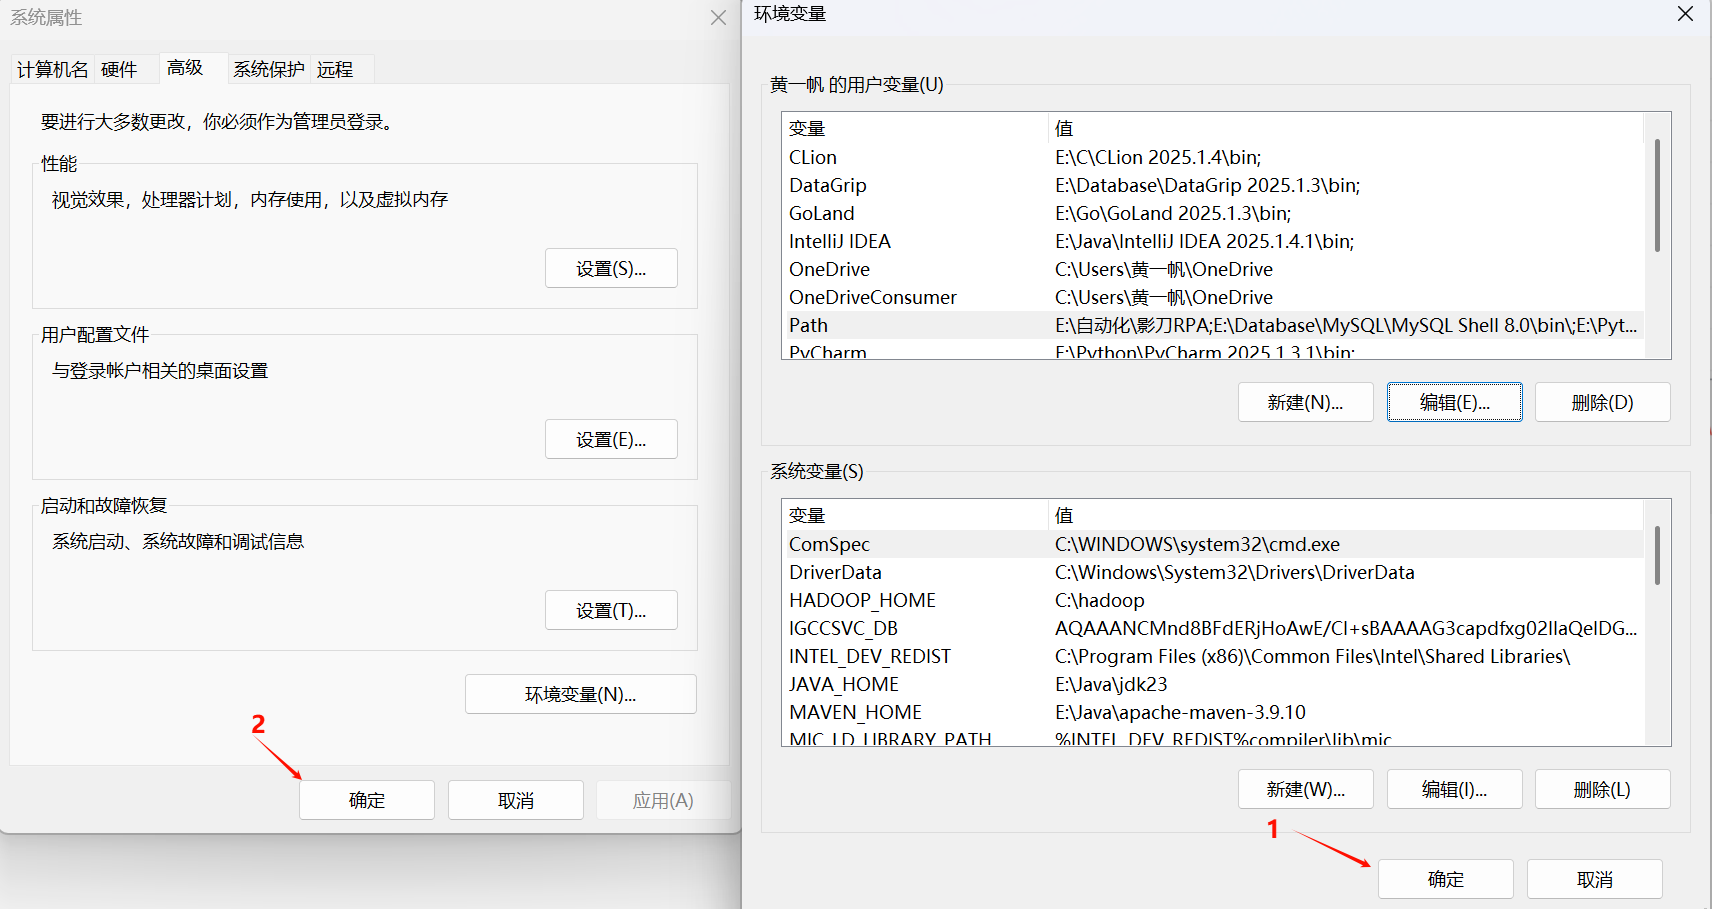 系统属性
计算机名 硬件 高级 系统保护 远程
要进行大多数更改，你必须作为管理员登录。
性能
视觉效果，处理器计划，内存使用，以及虚拟内存
设置(S)...
用户配置文件
与登录帐户相关的桌面设置
设置(E)...
启动和故障恢复
系统启动、系统故障和调试信息
设置(T)...
环境变量(N)...
2
确定 取消 应用(A)
环境变量
黄一帆 的用户变量(U)
变量 值
CLion E:\C\CLion 2025.1.4\bin;
DataGrip E:\Database\DataGrip 2025.1.3\bin;
GoLand E:\Go\GoLand 2025.1.3\bin;
IntelliJ IDEA E:\Java\IntelliJ IDEA 2025.1.4.1\bin;
OneDrive C:\Users\黄一帆\OneDrive
OneDriveConsumer C:\Users\黄一帆\OneDrive
Path E:\自动化\影刀RPA;E:\Database\MySQL\MySQL Shell 8.0\bin\;E:\Pyt...
PyCharm E:\Python\PyCharm 2025.1.3.1\bin;
新建(N)... 编辑(E)... 删除(D)
系统变量(S)
变量 值
ComSpec C:\WINDOWS\system32\cmd.exe
DriverData C:\Windows\System32\Drivers\DriverData
HADOOP_HOME C:\hadoop
IGCCSVC_DB
INTEL_DEV_REDIST C:\Program Files (x86)\Common Files\Intel\Shared Libraries\
JAVA_HOME E:\Java\jdk23
MAVEN_HOME E:\Java\apache-maven-3.9.10
MIC_LD_LIBRARY_PATH %INTEL_DEV_REDIST%compiler\lib\mic
新建(W)... 编辑(I)... 删除(L)
1
确定 取消